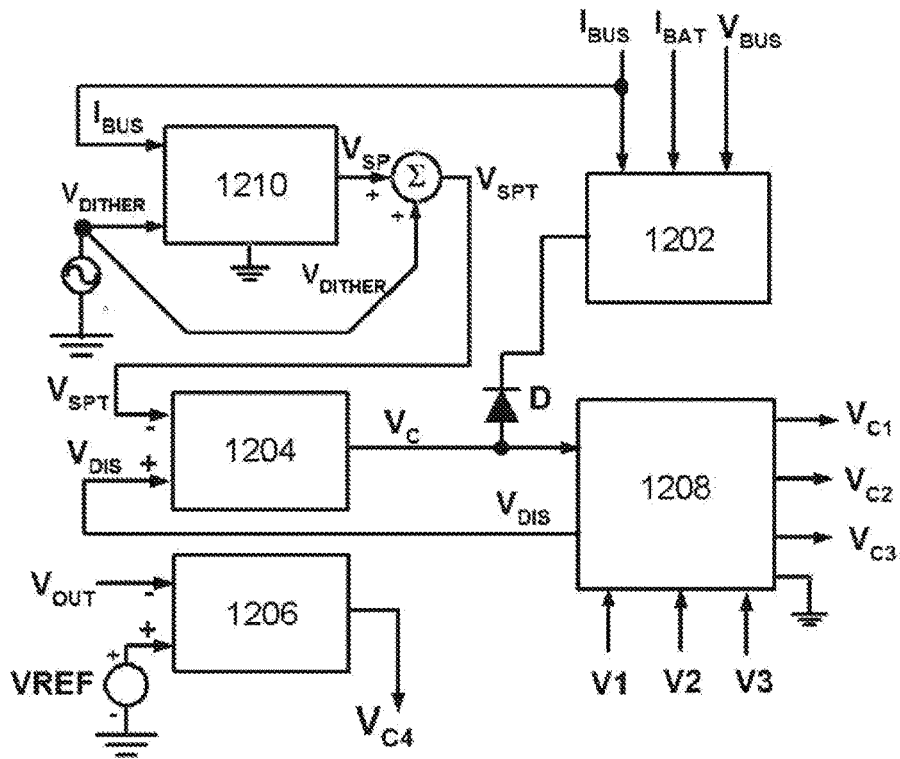 I_BUS I_BAT V_BUS
I_BUS
1210
V_SP
Σ
V_SPT
+
+
V_DITHER
V_DITHER
1202
V_SPT
-
1204
V_C
D
V_DIS
+
V_DIS
1208
V_C1
V_C2
V_C3
V_OUT
-
1206
+
+
VREF
-
V_C4
V1 V2 V3